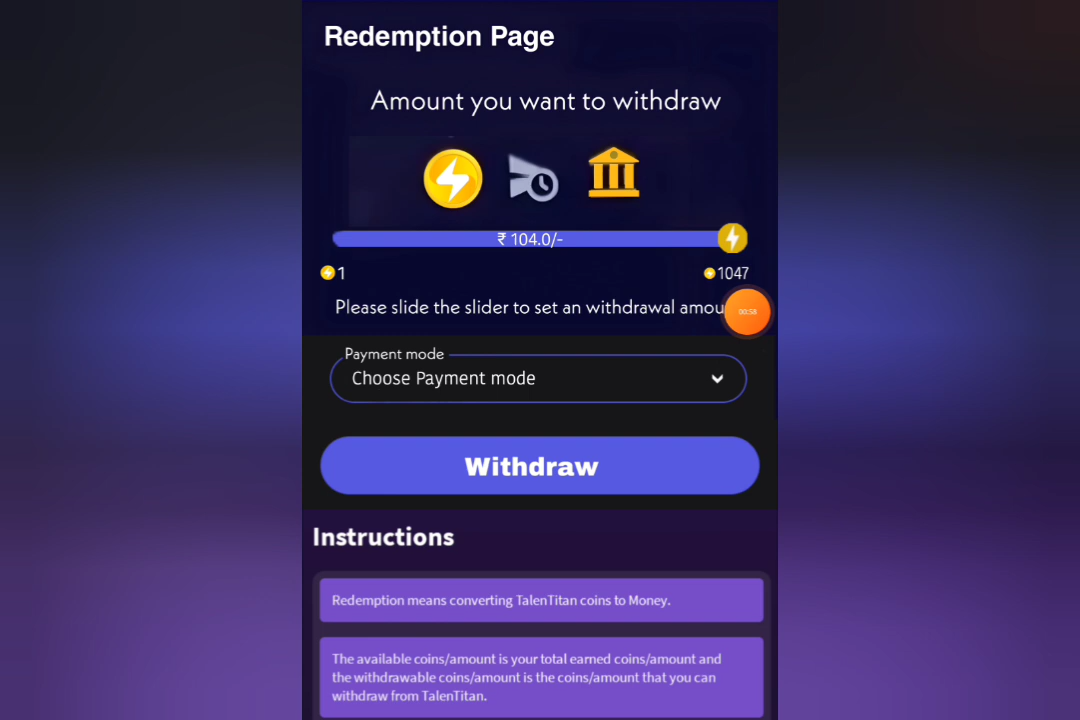 Redemption Page
Amount you want to withdraw
₹ 104.0/-
1
1047
Please slide the slider to set an withdrawal amou
00:58
Payment mode
Choose Payment mode
Withdraw
Instructions
Redemption means converting TalenTitan coins to Money.
The available coins/amount is your total earned coins/amount and
the withdrawable coins/amount is the coins/amount that you can
withdraw from TalenTitan.